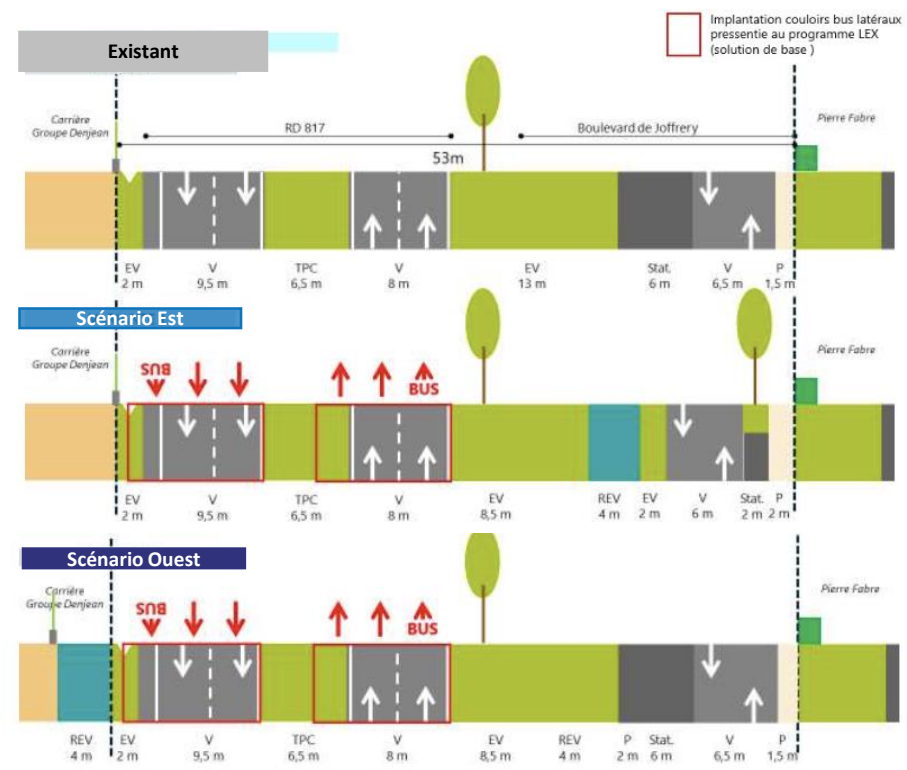 Implantation couloirs bus latéraux
pressentie au programme LEX
(solution de base )
Existant
Carrière
Groupe Denjean
RD 817
Boulevard de Joffrery
Pierre Fabre
53m
EV V TPC V EV Stat. V P
2 m 9,5 m 6,5 m 8 m 13 m 6 m 6,5 m 1,5 m
Scénario Est
Carrière
Groupe Denjean
Pierre Fabre
BUS
BUS
EV V TPC V EV REV EV V Stat. P
2 m 9,5 m 6,5 m 8 m 8,5 m 4 m 2 m 6 m 2 m 2 m
Scénario Ouest
Carrière
Groupe Denjean
Pierre Fabre
BUS
BUS
REV EV V TPC V EV REV P Stat. V P
4 m 2 m 9,5 m 6,5 m 8 m 8,5 m 4 m 2 m 6 m 6,5 m 1,5 m